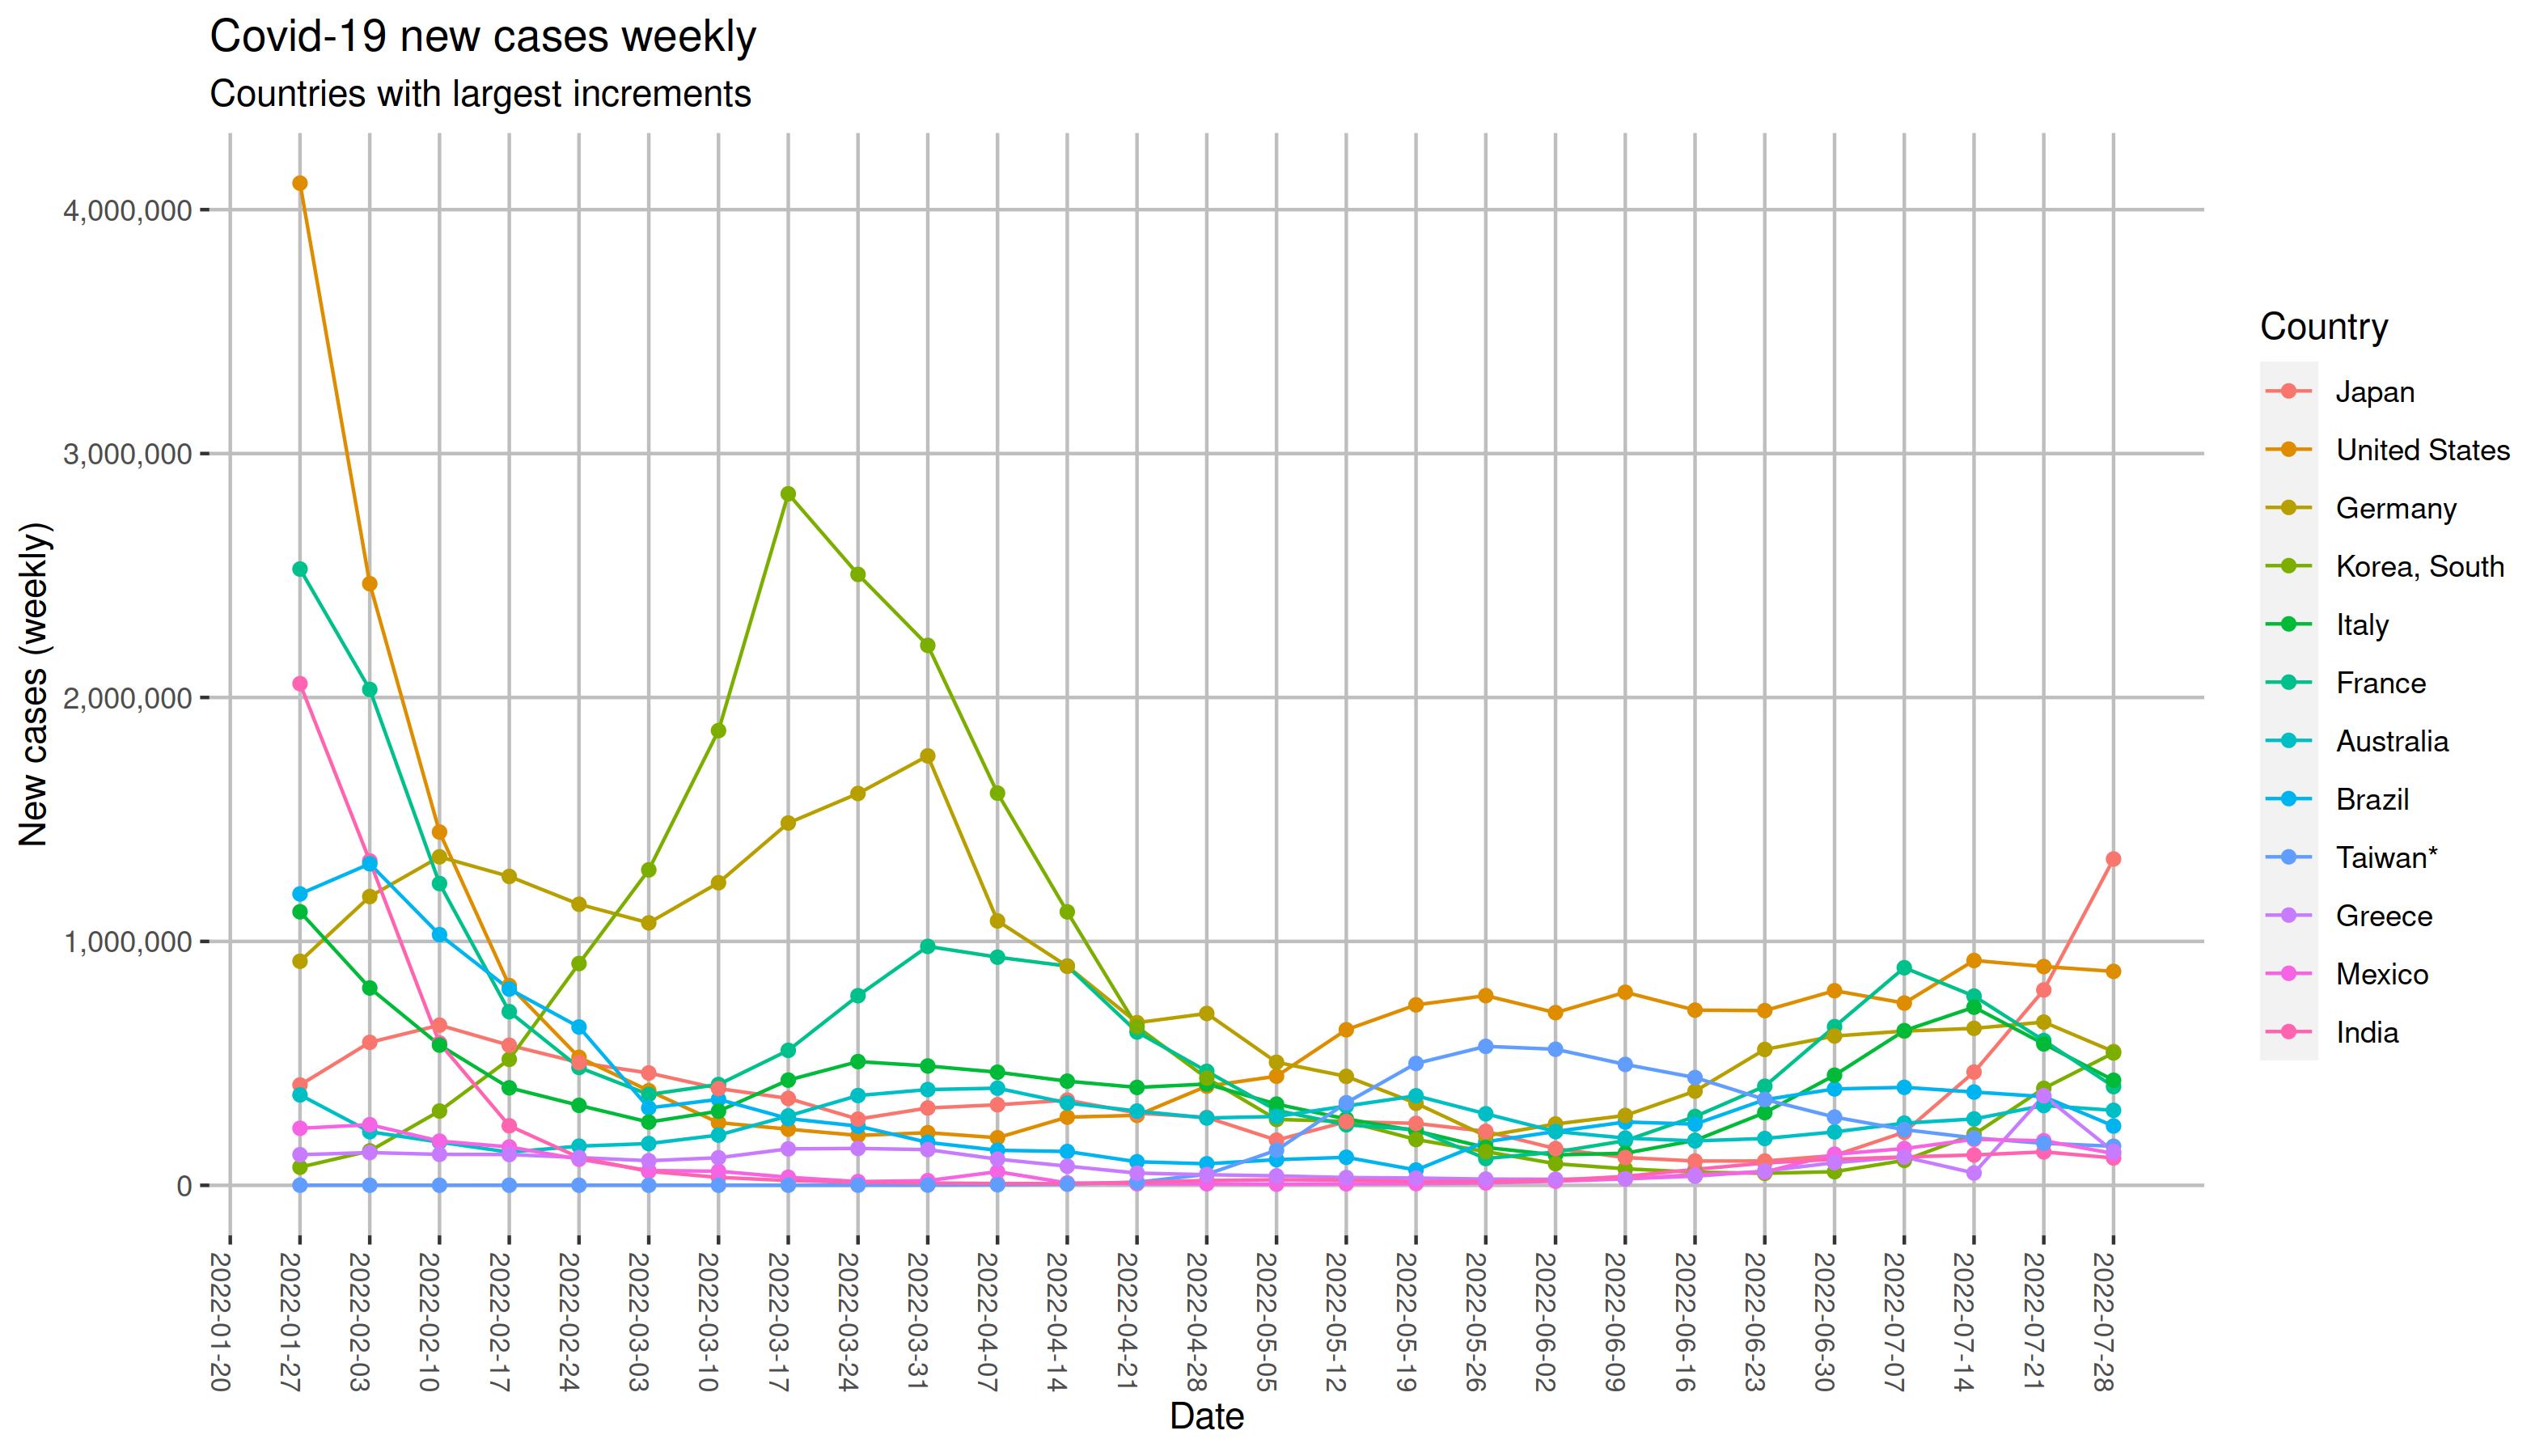 Covid-19 new cases weekly
Countries with largest increments
New cases (weekly)
4,000,000
3,000,000
2,000,000
1,000,000
0
2022-01-20
2022-01-27
2022-02-03
2022-02-10
2022-02-17
2022-02-24
2022-03-03
2022-03-10
2022-03-17
2022-03-24
2022-03-31
2022-04-07
2022-04-14
2022-04-21
2022-04-28
2022-05-05
2022-05-12
2022-05-19
2022-05-26
2022-06-02
2022-06-09
2022-06-16
2022-06-23
2022-06-30
2022-07-07
2022-07-14
2022-07-21
2022-07-28
Date
Country
Japan
United States
Germany
Korea, South
Italy
France
Australia
Brazil
Taiwan*
Greece
Mexico
India